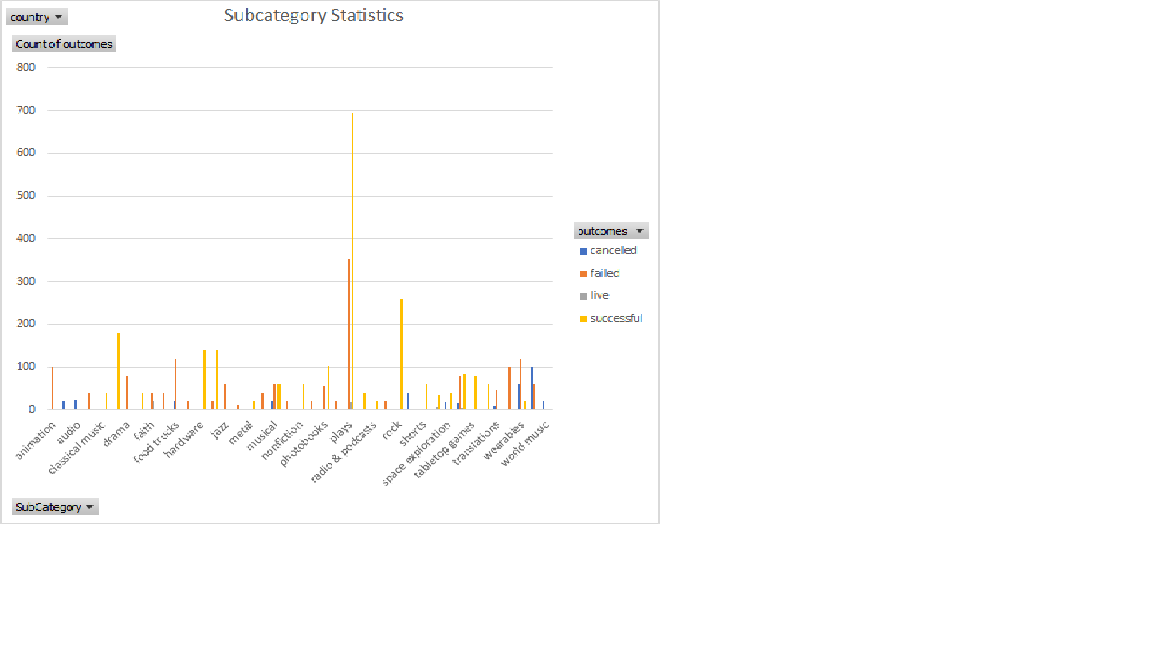 country
Subcategory Statistics
Count of outcomes
800
700
600
500
400
300
200
100
0
outcomes
cancelled
failed
live
successful
animation
audio
classical music
drama
faith
food trucks
hardware
jazz
metal
musical
nonfiction
photobooks
plays
radio & podcasts
rock
shorts
space exploration
tabletop games
translations
wearables
world music
SubCategory